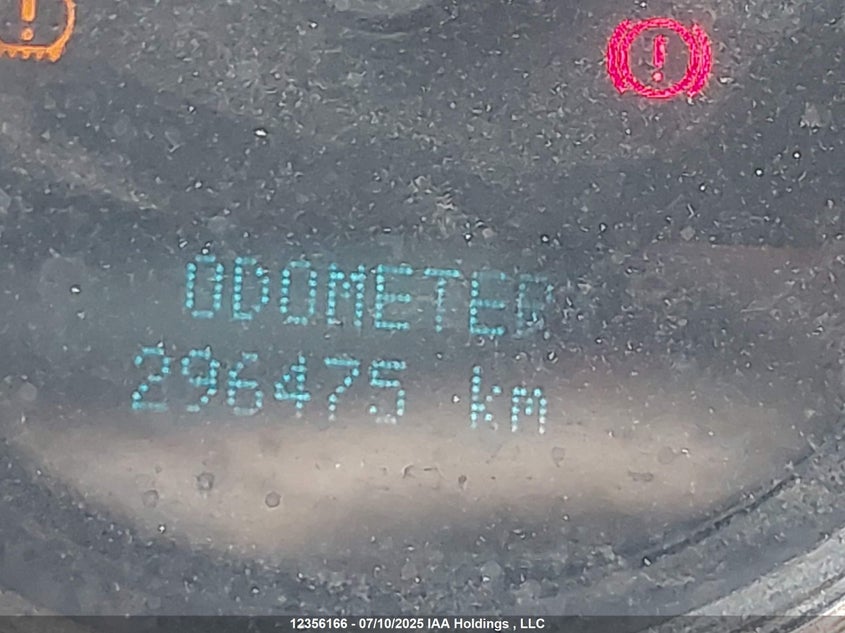 ODOMETER
296475 km
12356166 - 07/10/2025 IAA Holdings , LLC